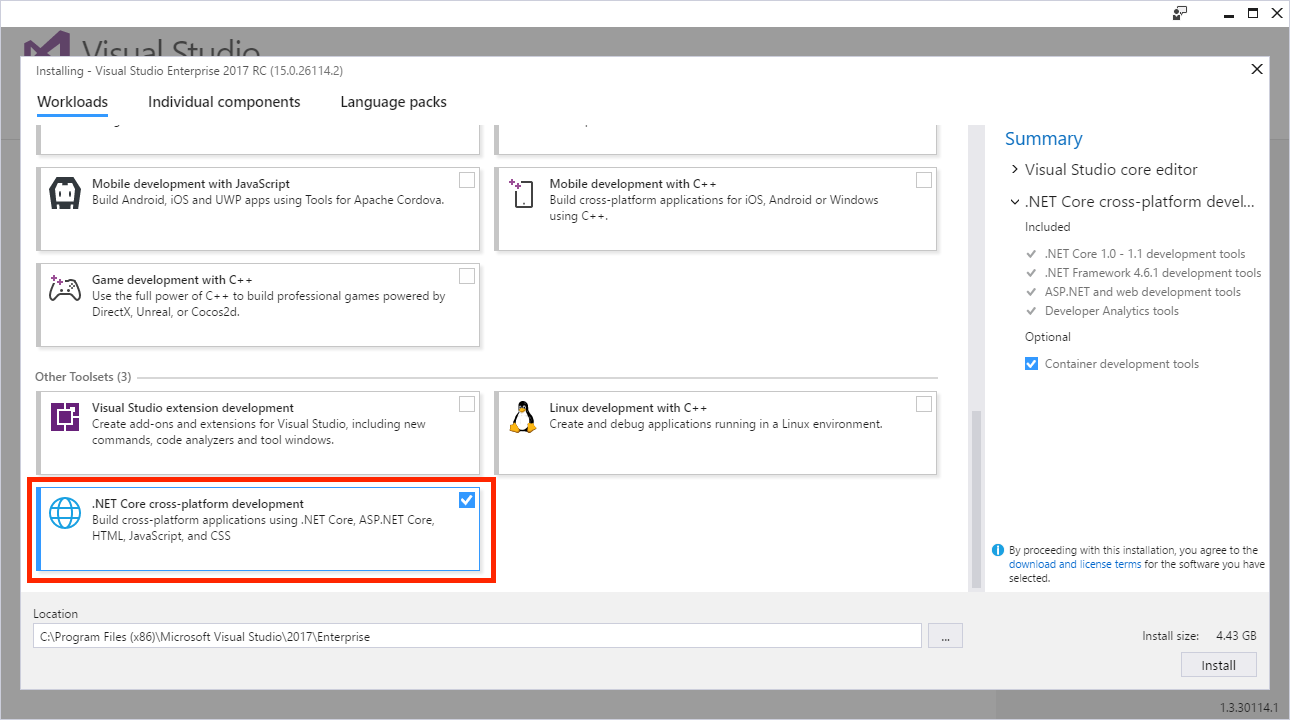 Visual Studio
Installing - Visual Studio Enterprise 2017 RC (15.0.26114.2)
Workloads
Individual components
Language packs
Mobile development with JavaScript
Build Android, iOS and UWP apps using Tools for Apache Cordova.
Mobile development with C++
Build cross-platform applications for iOS, Android or Windows
using C++.
Game development with C++
Use the full power of C++ to build professional games powered by
DirectX, Unreal, or Cocos2d.
Other Toolsets (3)
Visual Studio extension development
Create add-ons and extensions for Visual Studio, including new
commands, code analyzers and tool windows.
Linux development with C++
Create and debug applications running in a Linux environment.
.NET Core cross-platform development
Build cross-platform applications using .NET Core, ASP.NET Core,
HTML, JavaScript, and CSS
Summary
Visual Studio core editor
.NET Core cross-platform devel...
Included
.NET Core 1.0 - 1.1 development tools
.NET Framework 4.6.1 development tools
ASP.NET and web development tools
Developer Analytics tools
Optional
Container development tools
By proceeding with this installation, you agree to the
download and license terms for the software you have
selected.
Location
C:\Program Files (x86)\Microsoft Visual Studio\2017\Enterprise
...
Install size: 4.43 GB
Install
1.3.30114.1